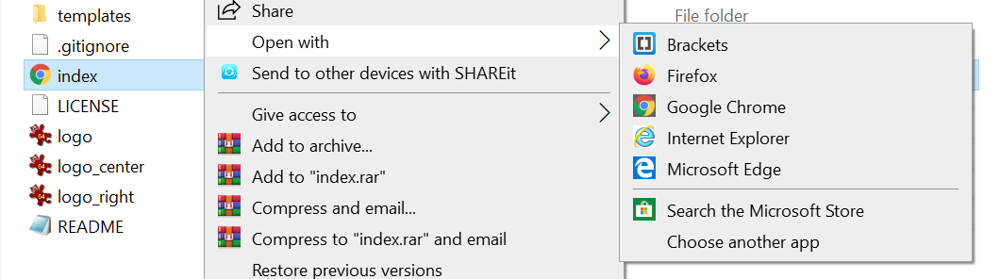 templates
.gitignore
index
LICENSE
logo
logo_center
logo_right
README
Share
Open with
Send to other devices with SHAREit
Give access to
Add to archive...
Add to "index.rar"
Compress and email...
Compress to "index.rar" and email
Restore previous versions
File folder
Brackets
Firefox
Google Chrome
Internet Explorer
Microsoft Edge
Search the Microsoft Store
Choose another app